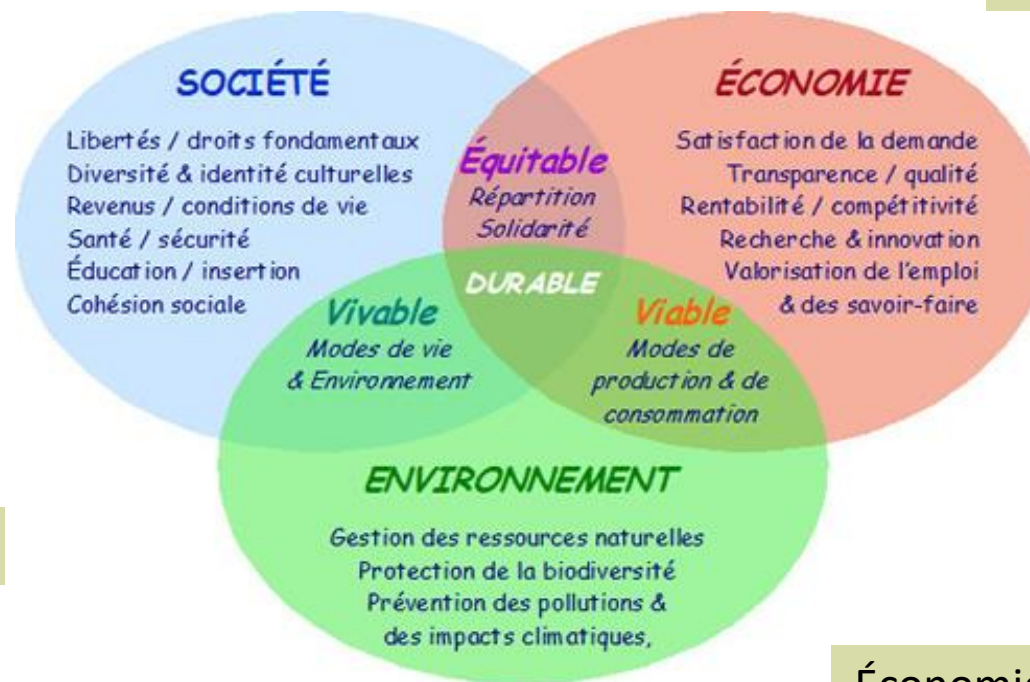 SOCIÉTÉ
Libertés / droits fondamentaux
Diversité & identité culturelles
Revenus / conditions de vie
Santé / sécurité
Éducation / insertion
Cohésion sociale
Équitable
Répartition
Solidarité
ÉCONOMIE
Satisfaction de la demande
Transparence / qualité
Rentabilité / compétitivité
Recherche & innovation
Valorisation de l'emploi
& des savoir-faire
DURABLE
Vivable
Modes de vie
& Environnement
Viable
Modes de
production & de
consommation
ENVIRONNEMENT
Gestion des ressources naturelles
Protection de la biodiversité
Prévention des pollutions &
des impacts climatiques,
Économie